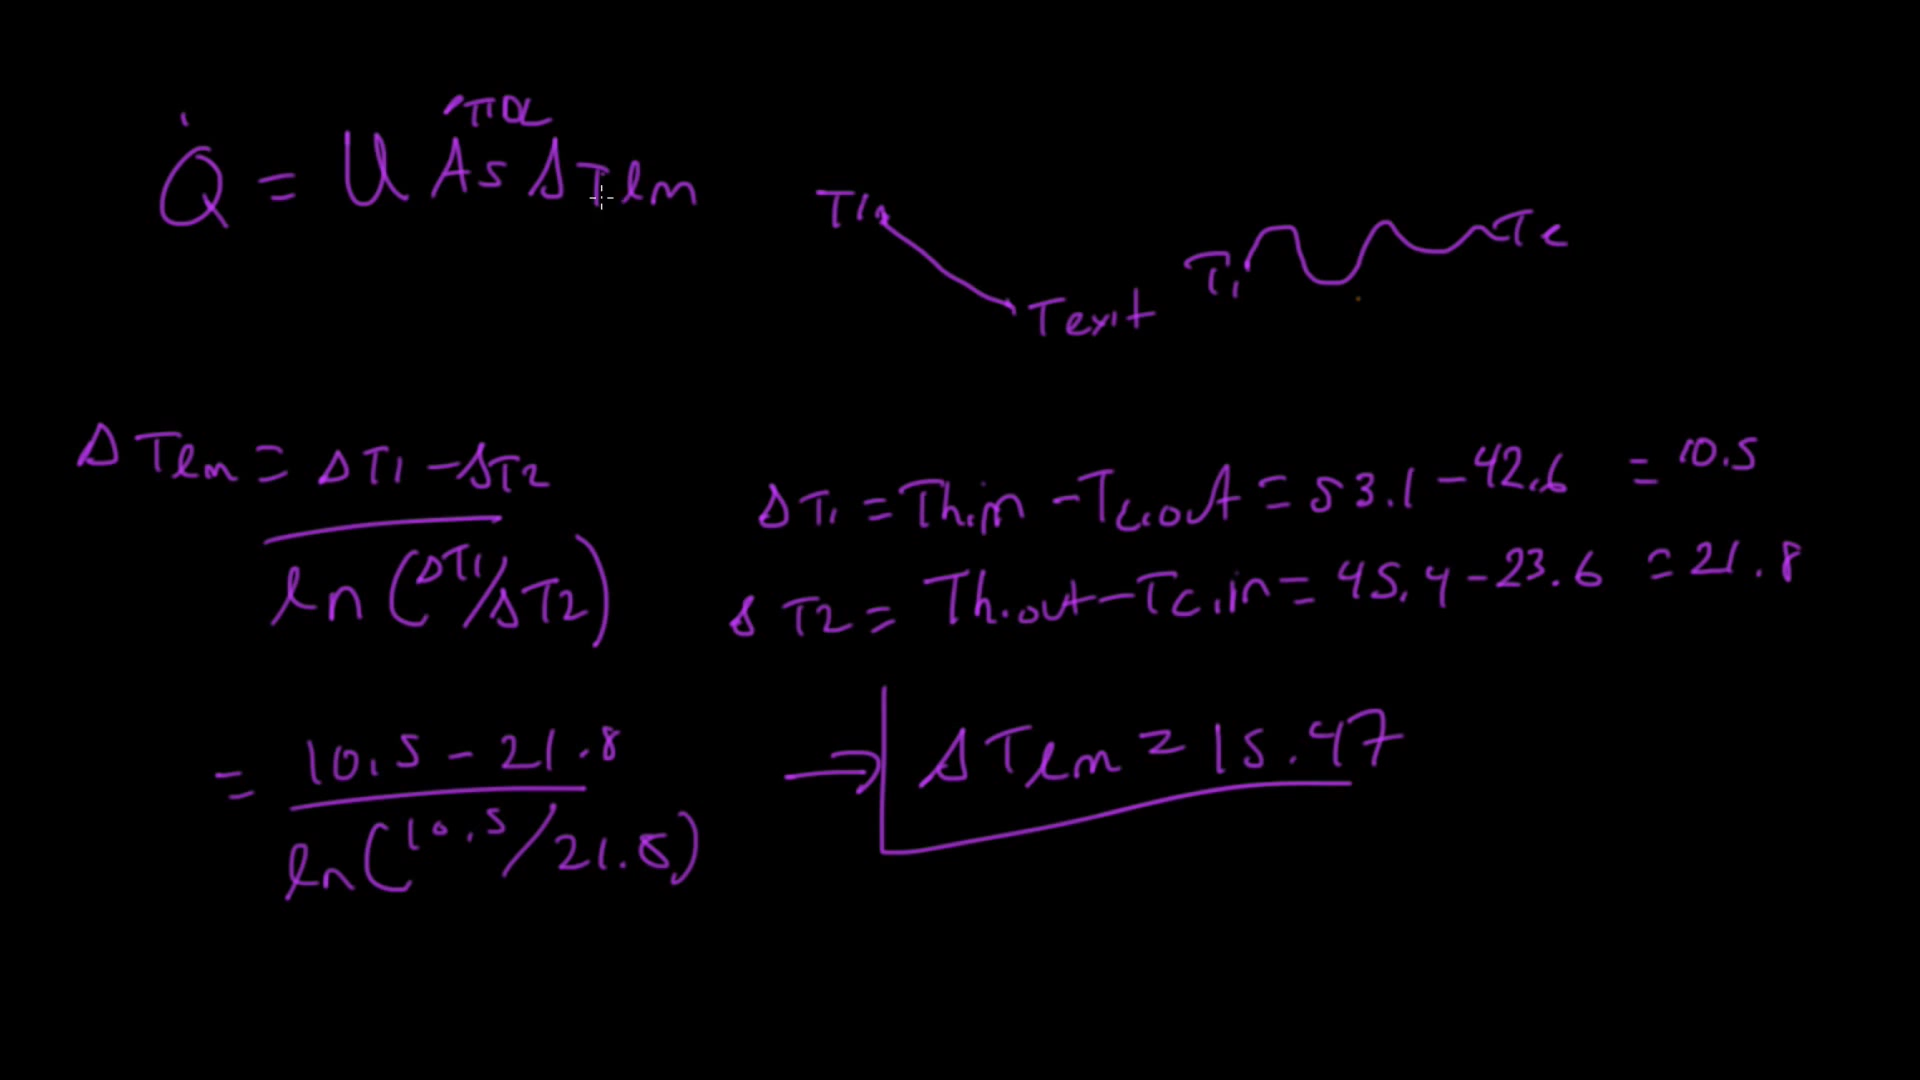 πDL
Q̇ = U As ΔTlm
Tin
Texit
Ti
Te
ΔTlm = ΔT1 - ΔT2
ln(ΔT1/ΔT2)
ΔT1 = Th.in - Tc.out = 53.1 - 42.6 = 10.5
ΔT2 = Th.out - Tc.in = 45.4 - 23.6 = 21.8
= 10.5 - 21.8
ln(10.5/21.8)
→ ΔTlm = 15.47